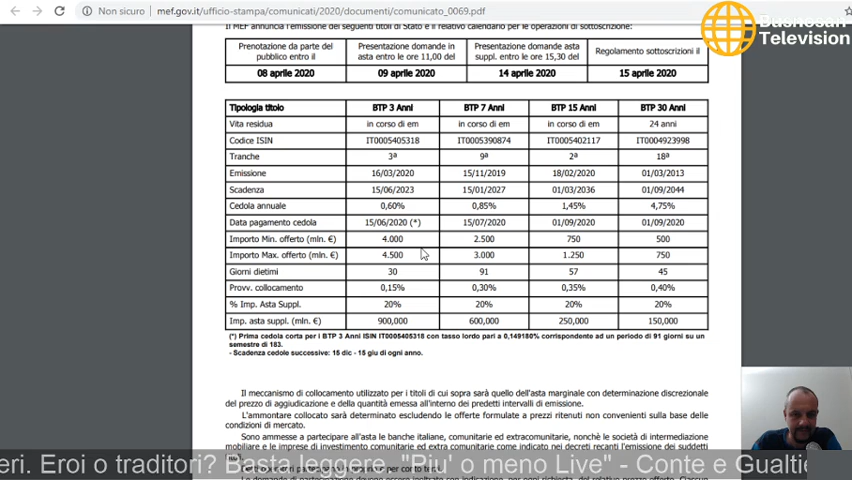 Non sicuro | mef.gov.it/ufficio-stampa/comunicati/2020/documenti/comunicato_0069.pdf
Busnosan
Television
Il MEF annuncia l'emissione dei seguenti titoli di Stato e il relativo calendario per le operazioni di sottoscrizione:
Prenotazione da parte del pubblico entro il | Presentazione domande in asta entro le ore 11,00 del | Presentazione domande asta suppl. entro le ore 15,30 del | Regolamento sottoscrizioni il
08 aprile 2020 | 09 aprile 2020 | 14 aprile 2020 | 15 aprile 2020
Tipologia titolo | BTP 3 Anni | BTP 7 Anni | BTP 15 Anni | BTP 30 Anni
Vita residua | in corso di em | in corso di em | in corso di em | 24 anni
Codice ISIN | IT0005405318 | IT0005390874 | IT0005402117 | IT0004923998
Tranche | 3ª | 9ª | 2ª | 18ª
Emissione | 16/03/2020 | 15/11/2019 | 18/02/2020 | 01/03/2013
Scadenza | 15/06/2023 | 15/01/2027 | 01/03/2036 | 01/09/2044
Cedola annuale | 0,60% | 0,85% | 1,45% | 4,75%
Data pagamento cedola | 15/06/2020 (*) | 15/07/2020 | 01/09/2020 | 01/09/2020
Importo Min. offerto (mln. €) | 4.000 | 2.500 | 750 | 500
Importo Max. offerto (mln. €) | 4.500 | 3.000 | 1.250 | 750
Giorni dietimi | 30 | 91 | 57 | 45
Provv. collocamento | 0,15% | 0,30% | 0,35% | 0,40%
% Imp. Asta Suppl. | 20% | 20% | 20% | 20%
Imp. asta suppl. (mln. €) | 900,000 | 600,000 | 250,000 | 150,000
(*) Prima cedola corta per i BTP 3 Anni ISIN IT0005405318 con tasso lordo pari a 0,149180% corrispondente ad un periodo di 91 giorni su un
semestre di 183.
- Scadenza cedole successive: 15 dic - 15 giu di ogni anno.
Il meccanismo di collocamento utilizzato per i titoli di cui sopra sarà quello dell'asta marginale con determinazione discrezionale
del prezzo di aggiudicazione e della quantità emessa all'interno dei predetti intervalli di emissione.
L'ammontare collocato sarà determinato escludendo le offerte formulate a prezzi ritenuti non convenienti sulla base delle
condizioni di mercato.
Sono ammesse a partecipare all'asta le banche italiane, comunitarie ed extracomunitarie, nonchè le società di intermediazione
mobiliare e le imprese di investimento comunitarie ed extra comunitarie come indicato nei decreti recanti l'emissione dei suddetti
eri. Eroi o traditori? Basta leggere. "Piu' o meno Live" - Conte e Gualtie